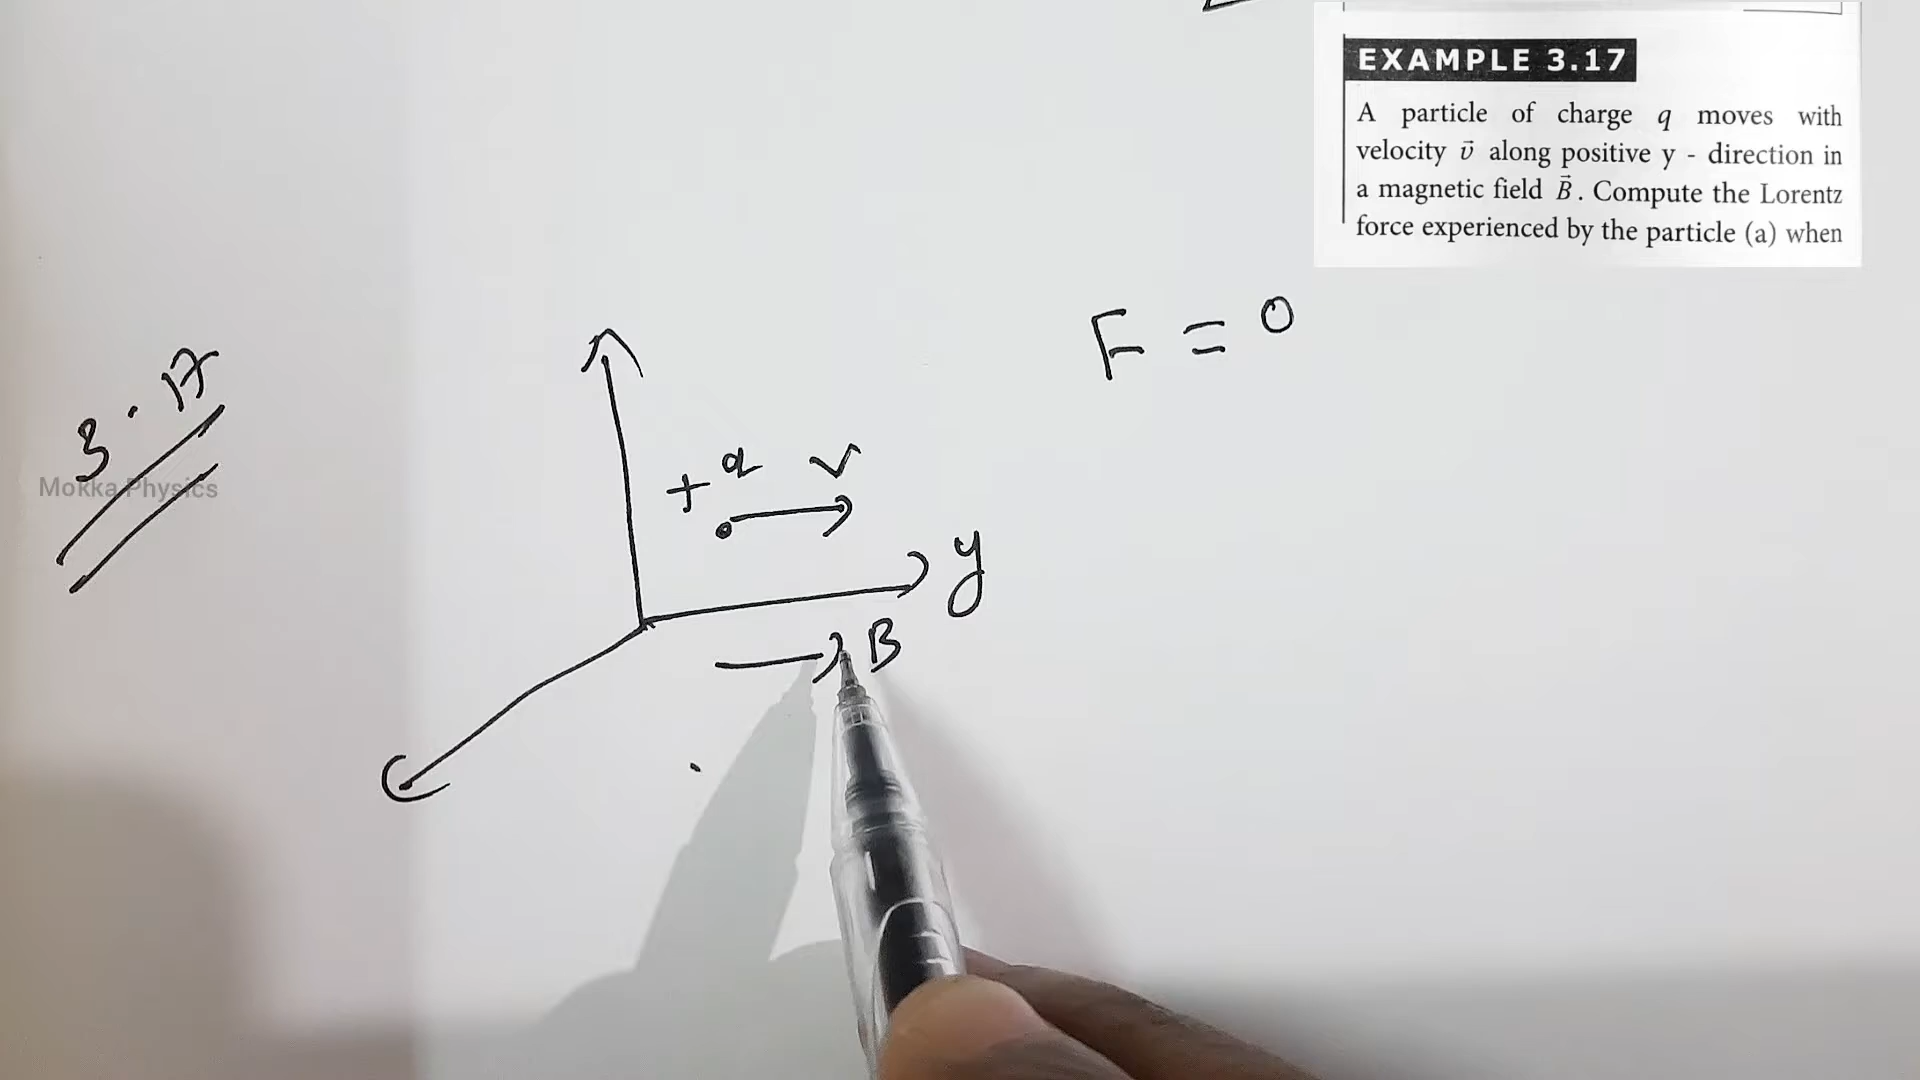 EXAMPLE 3.17
A particle of charge q moves with
velocity v⃗ along positive y - direction in
a magnetic field B⃗. Compute the Lorentz
force experienced by the particle (a) when
F = 0
3.17
+ q v
Mokka Physics
y
B